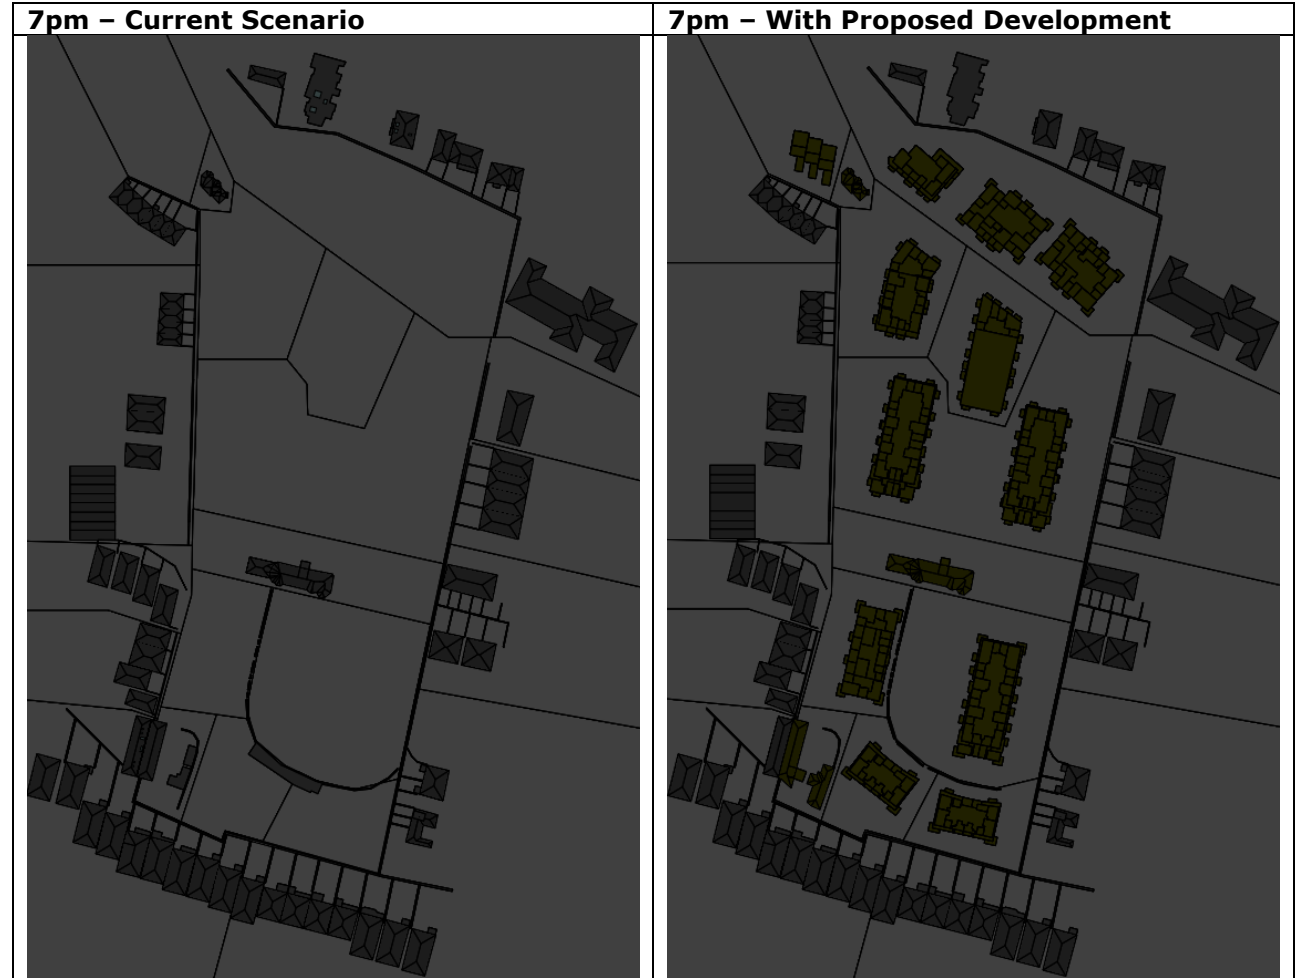 7pm – Current Scenario
7pm – With Proposed Development